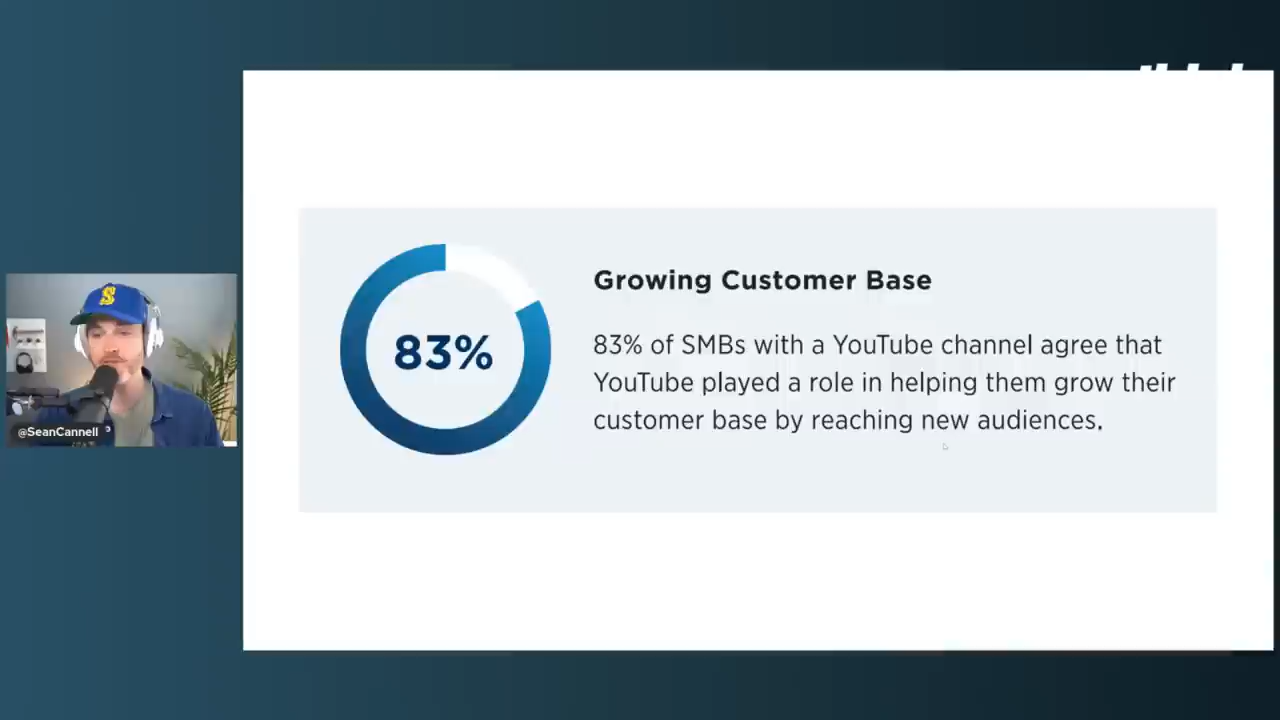 83%
Growing Customer Base
83% of SMBs with a YouTube channel agree that
YouTube played a role in helping them grow their
customer base by reaching new audiences.
S
@SeanCannell